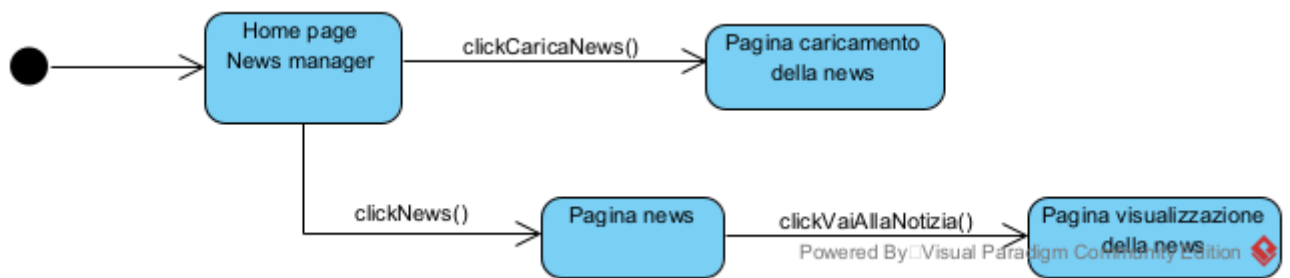 Home page
News manager
clickCaricaNews()
Pagina caricamento
della news
clickNews()
Pagina news
clickVaiAllaNotizia()
Pagina visualizzazione
della news
Powered By Visual Paradigm Community Edition